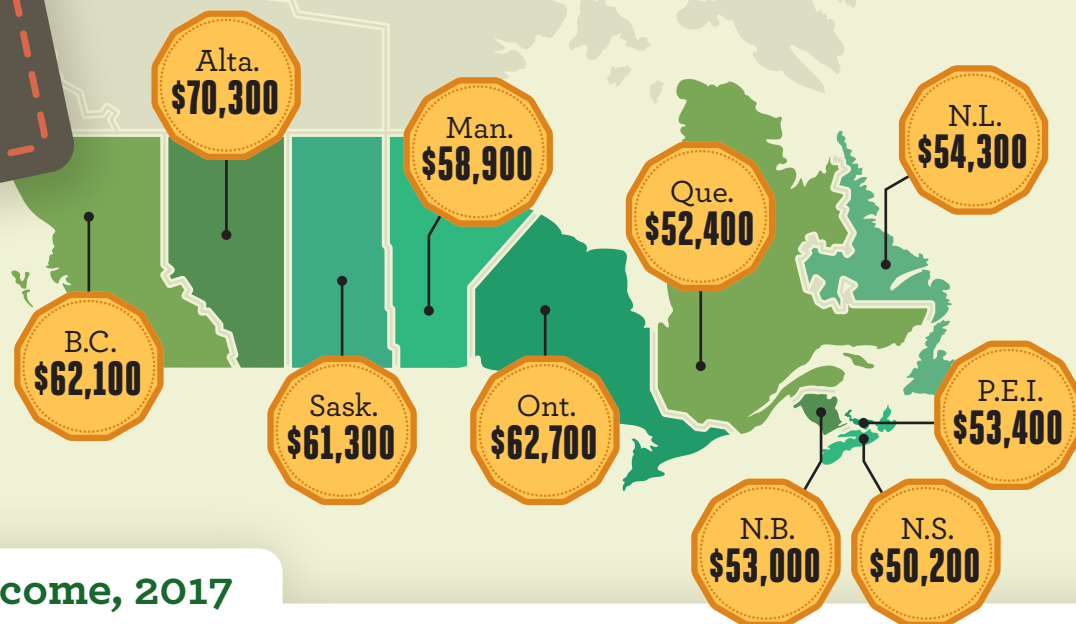 Alta.
$70,300
Man.
$58,900
N.L.
$54,300
Que.
$52,400
B.C.
$62,100
Sask.
$61,300
Ont.
$62,700
P.E.I.
$53,400
N.B.
$53,000
N.S.
$50,200
come, 2017